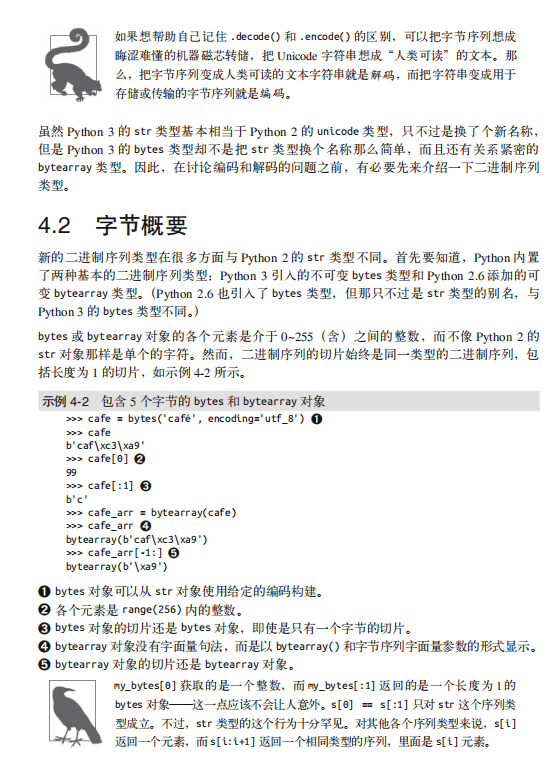 如果想帮助自己记住 .decode() 和 .encode() 的区别，可以把字节序列想成
晦涩难懂的机器磁芯转储，把 Unicode 字符串想成“人类可读”的文本。那
么，把字节序列变成人类可读的文本字符串就是解码，而把字符串变成用于
存储或传输的字节序列就是编码。
虽然 Python 3 的 str 类型基本相当于 Python 2 的 unicode 类型，只不过是换了个新名称，
但是 Python 3 的 bytes 类型却不是把 str 类型换个名称那么简单，而且还有关系紧密的
bytearray 类型。因此，在讨论编码和解码的问题之前，有必要先来介绍一下二进制序列
类型。
4.2 字节概要
新的二进制序列类型在很多方面与 Python 2 的 str 类型不同。首先要知道，Python 内置
了两种基本的二进制序列类型：Python 3 引入的不可变 bytes 类型和 Python 2.6 添加的可
变 bytearray 类型。（Python 2.6 也引入了 bytes 类型，但那只不过是 str 类型的别名，与
Python 3 的 bytes 类型不同。）
bytes 或 bytearray 对象的各个元素是介于 0~255（含）之间的整数，而不像 Python 2 的
str 对象那样是单个的字符。然而，二进制序列的切片始终是同一类型的二进制序列，包
括长度为 1 的切片，如示例 4-2 所示。
示例 4-2 包含 5 个字节的 bytes 和 bytearray 对象
>>> cafe = bytes('café', encoding='utf_8') ❶
>>> cafe
b'caf\xc3\xa9'
>>> cafe[0] ❷
99
>>> cafe[:1] ❸
b'c'
>>> cafe_arr = bytearray(cafe)
>>> cafe_arr ❹
bytearray(b'caf\xc3\xa9')
>>> cafe_arr[-1:] ❺
bytearray(b'\xa9')
❶ bytes 对象可以从 str 对象使用给定的编码构建。
❷ 各个元素是 range(256) 内的整数。
❸ bytes 对象的切片还是 bytes 对象，即使是只有一个字节的切片。
❹ bytearray 对象没有字面量句法，而是以 bytearray() 和字节序列字面量参数的形式显示。
❺ bytearray 对象的切片还是 bytearray 对象。
my_bytes[0] 获取的是一个整数，而 my_bytes[:1] 返回的是一个长度为 1 的
bytes 对象——这一点应该不会让人意外。s[0] == s[:1] 只对 str 这个序列类
型成立。不过，str 类型的这个行为十分罕见。对其他各个序列类型来说，s[i]
返回一个元素，而 s[i:i+1] 返回一个相同类型的序列，里面是 s[i] 元素。